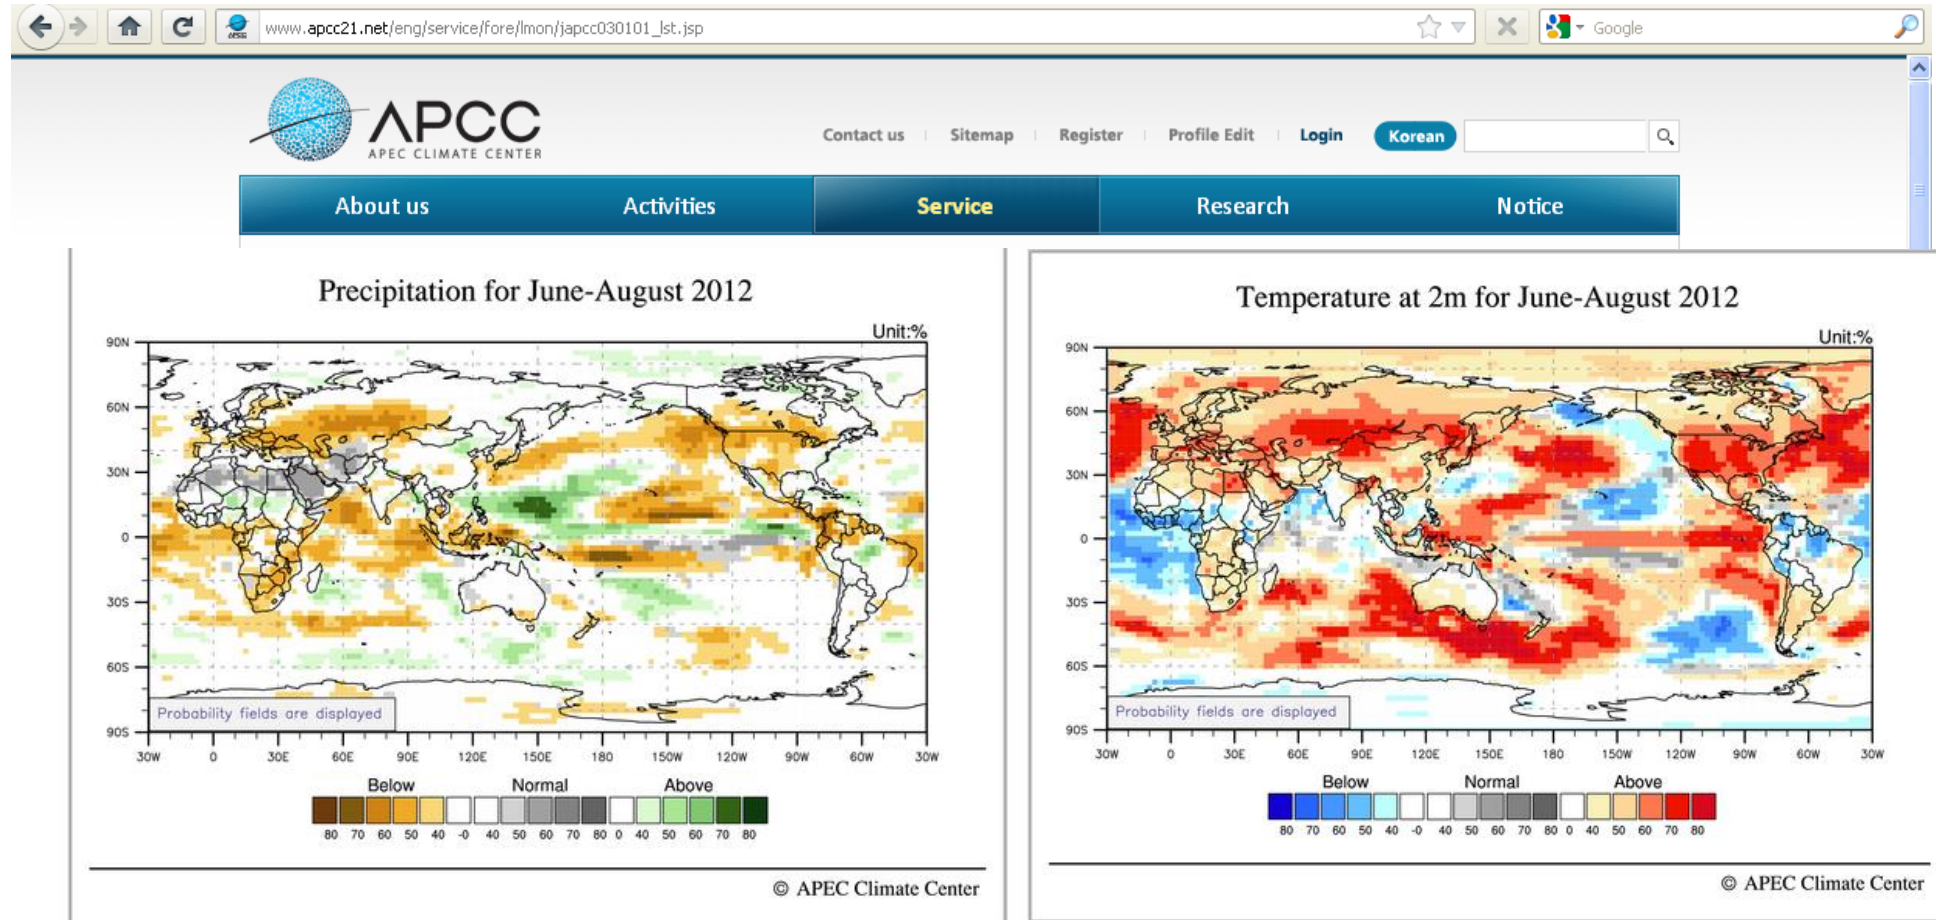 www.apcc21.net/eng/service/fore/lmon/japcc030101_lst.jsp
Google
APCC
APEC CLIMATE CENTER
Contact us
Sitemap
Register
Profile Edit
Login
Korean
About us
Activities
Service
Research
Notice
Precipitation for June-August 2012
Unit:%
90N
60N
30N
0
30S
60S
90S
Probability fields are displayed
30W 0 30E 60E 90E 120E 150E 180 150W 120W 90W 60W 30W
Below Normal Above
80 70 60 50 40 -0 40 50 60 70 80 0 40 50 60 70 80
© APEC Climate Center
Temperature at 2m for June-August 2012
Unit:%
90N
60N
30N
0
30S
60S
90S
Probability fields are displayed
30W 0 30E 60E 90E 120E 150E 180 150W 120W 90W 60W 30W
Below Normal Above
80 70 60 50 40 -0 40 50 60 70 80 0 40 50 60 70 80
© APEC Climate Center